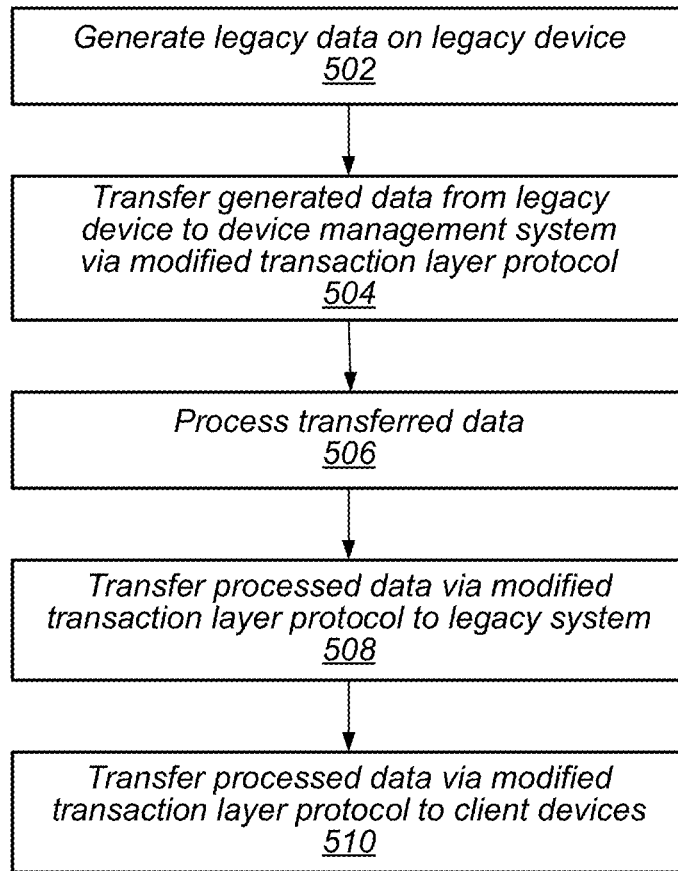 Generate legacy data on legacy device
502
Transfer generated data from legacy
device to device management system
via modified transaction layer protocol
504
Process transferred data
506
Transfer processed data via modified
transaction layer protocol to legacy system
508
Transfer processed data via modified
transaction layer protocol to client devices
510